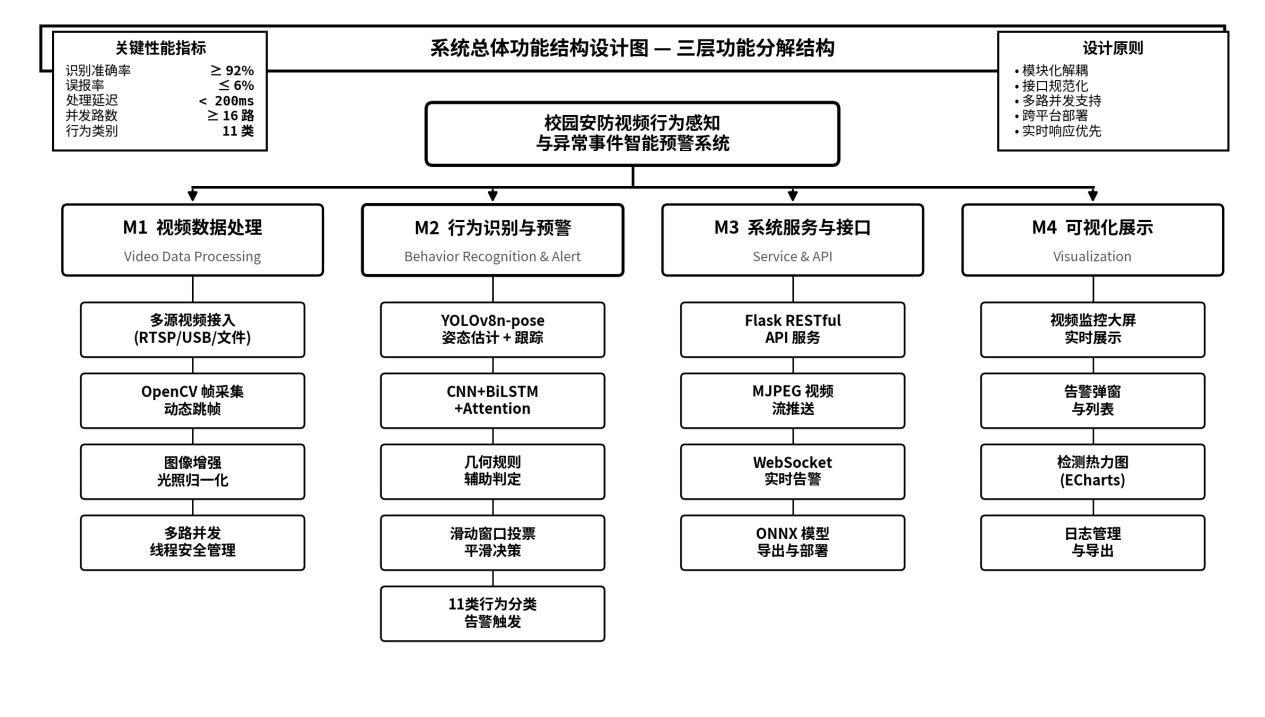 系统总体功能结构设计图 — 三层功能分解结构
关键性能指标
识别准确率 ≥ 92%
误报率 ≤ 6%
处理延迟 < 200ms
并发路数 ≥ 16 路
行为类别 11 类
设计原则
• 模块化解耦
• 接口规范化
• 多路并发支持
• 跨平台部署
• 实时响应优先
校园安防视频行为感知
与异常事件智能预警系统
M1 视频数据处理
Video Data Processing
多源视频接入
(RTSP/USB/文件)
OpenCV 帧采集
动态跳帧
图像增强
光照归一化
多路并发
线程安全管理
M2 行为识别与预警
Behavior Recognition & Alert
YOLOv8n-pose
姿态估计 + 跟踪
CNN+BiLSTM
+Attention
几何规则
辅助判定
滑动窗口投票
平滑决策
11类行为分类
告警触发
M3 系统服务与接口
Service & API
Flask RESTful
API 服务
MJPEG 视频
流推送
WebSocket
实时告警
ONNX 模型
导出与部署
M4 可视化展示
Visualization
视频监控大屏
实时展示
告警弹窗
与列表
检测热力图
(ECharts)
日志管理
与导出